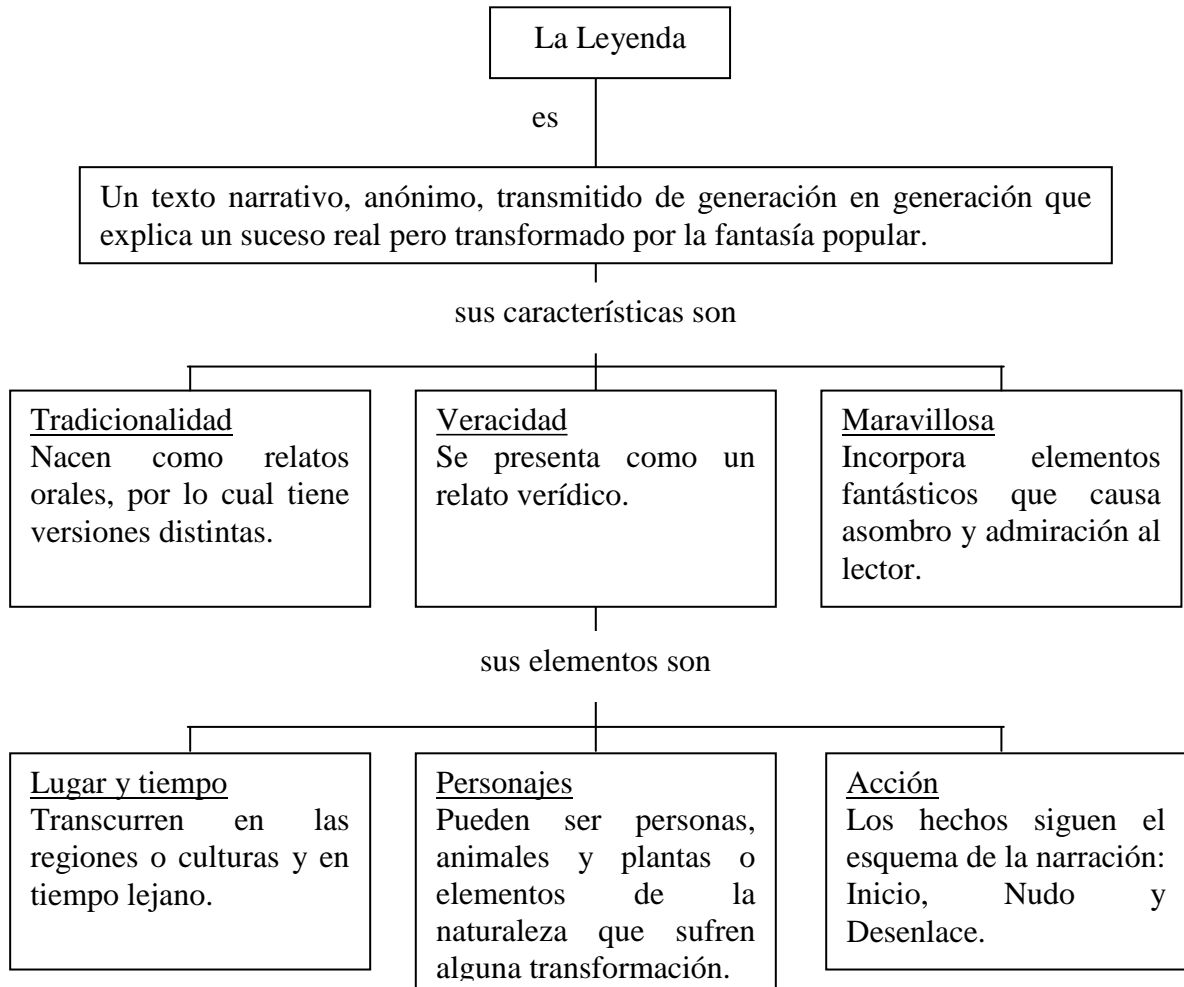 La Leyenda
es
Un texto narrativo, anónimo, transmitido de generación en generación que
explica un suceso real pero transformado por la fantasía popular.
sus características son
Tradicionalidad
Nacen como relatos
orales, por lo cual tiene
versiones distintas.
Veracidad
Se presenta como un
relato verídico.
Maravillosa
Incorpora elementos
fantásticos que causa
asombro y admiración al
lector.
sus elementos son
Lugar y tiempo
Transcurren en las
regiones o culturas y en
tiempo lejano.
Personajes
Pueden ser personas,
animales y plantas o
elementos de la
naturaleza que sufren
alguna transformación.
Acción
Los hechos siguen el
esquema de la narración:
Inicio, Nudo y
Desenlace.